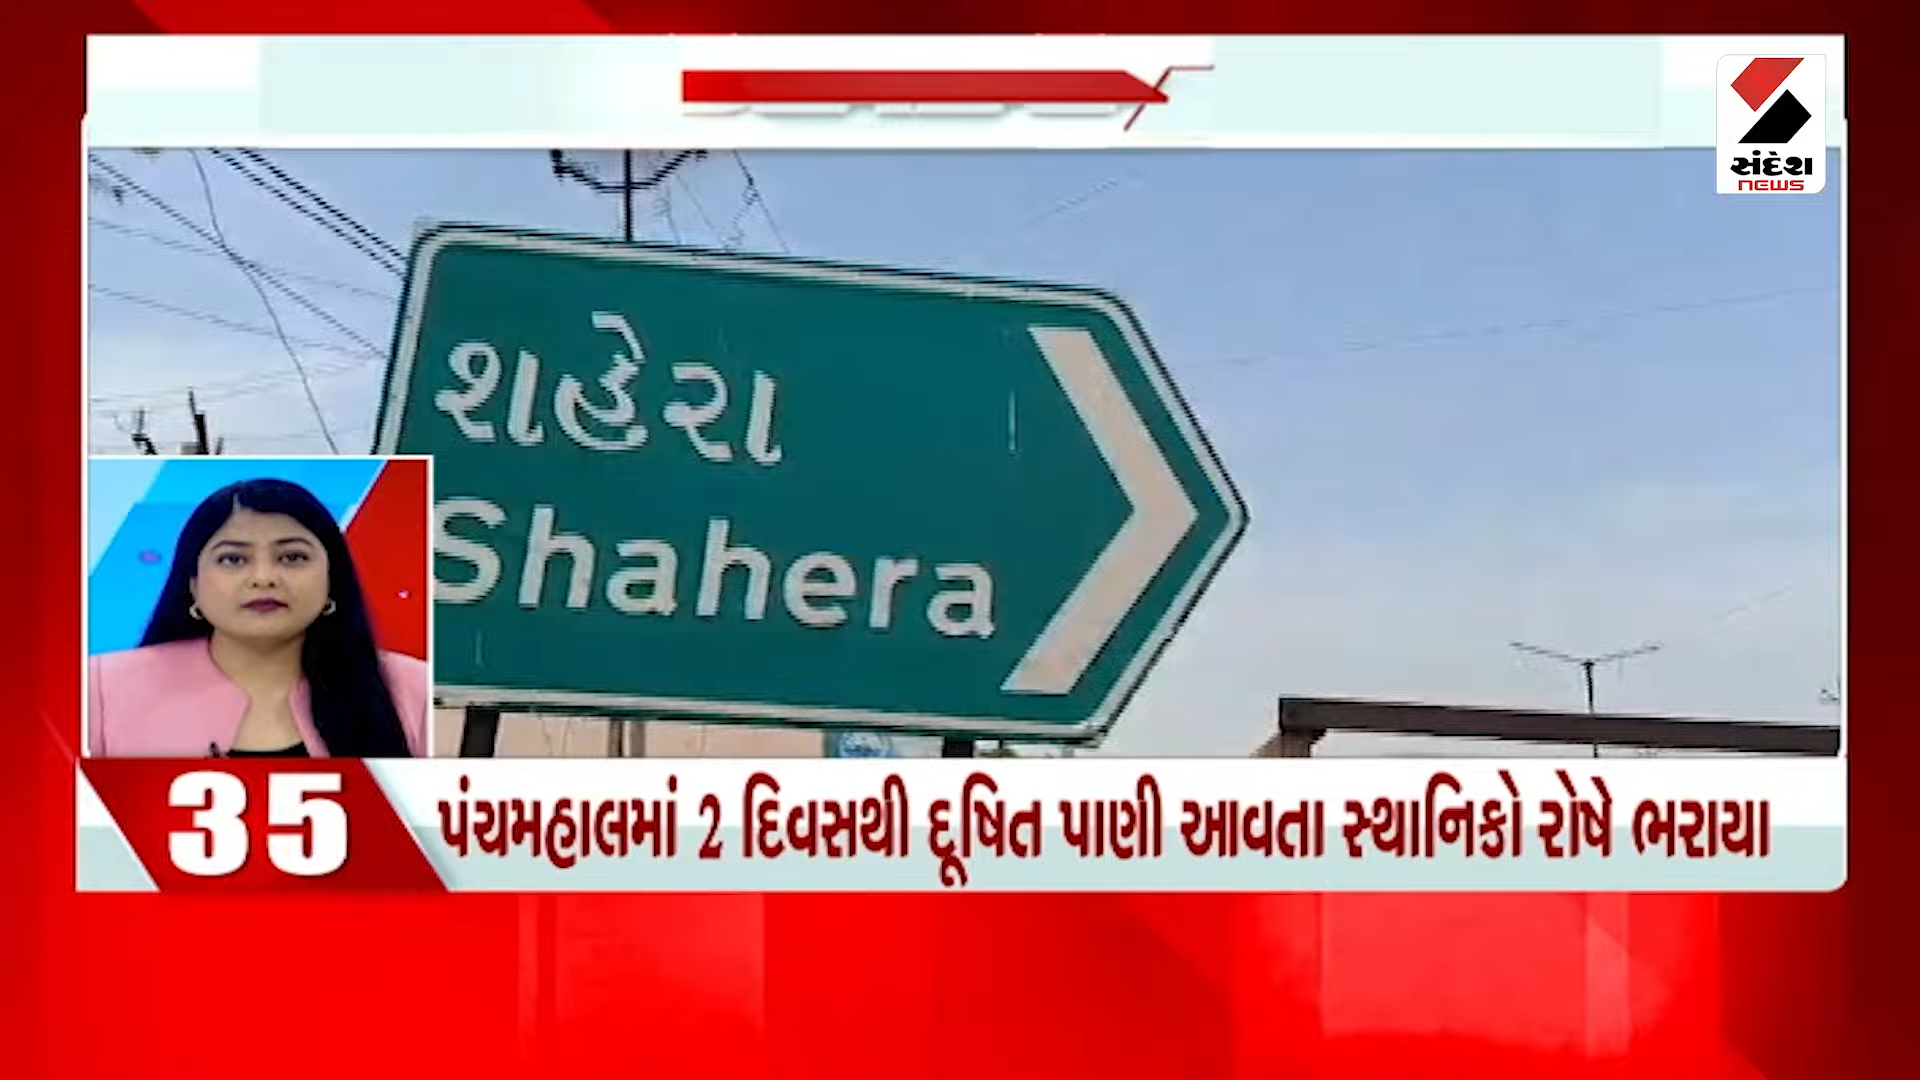 સંદેશ
NEWS
શહેરા
Shahera
35
પંચમહાલમાં 2 દિવસથી દૂષિત પાણી આવતા સ્થાનિકો રોષે ભરાયા